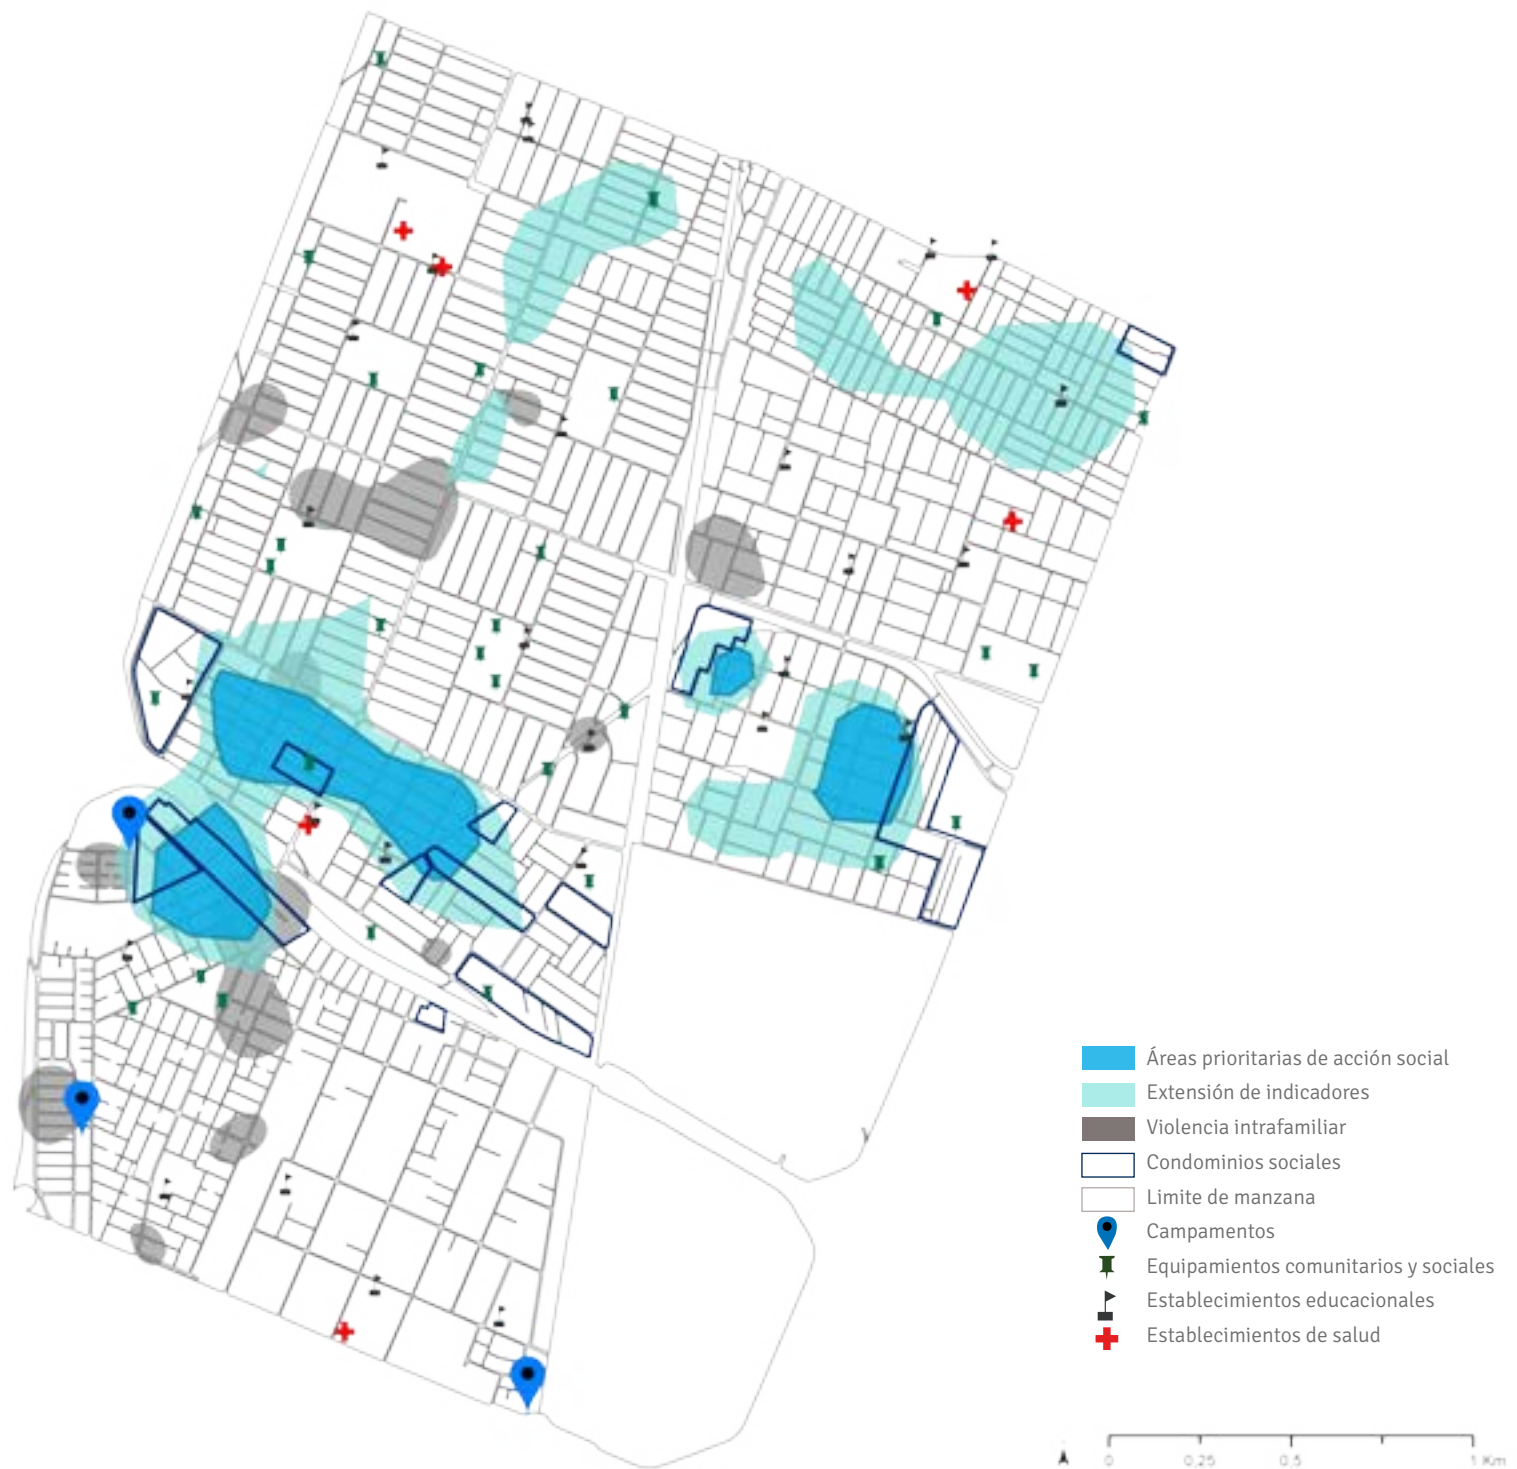 Áreas prioritarias de acción social
Extensión de indicadores
Violencia intrafamiliar
Condominios sociales
Limite de manzana
Campamentos
Equipamientos comunitarios y sociales
Establecimientos educacionales
Establecimientos de salud
0 0,25 0,5 1 Km